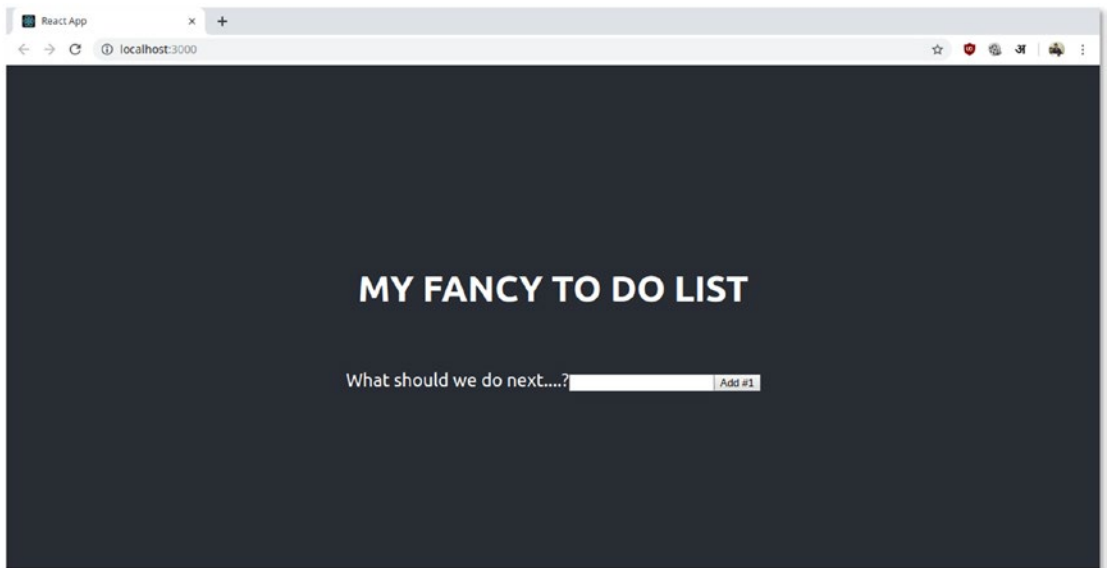 React App
localhost:3000
अ
MY FANCY TO DO LIST
What should we do next....?
Add #1